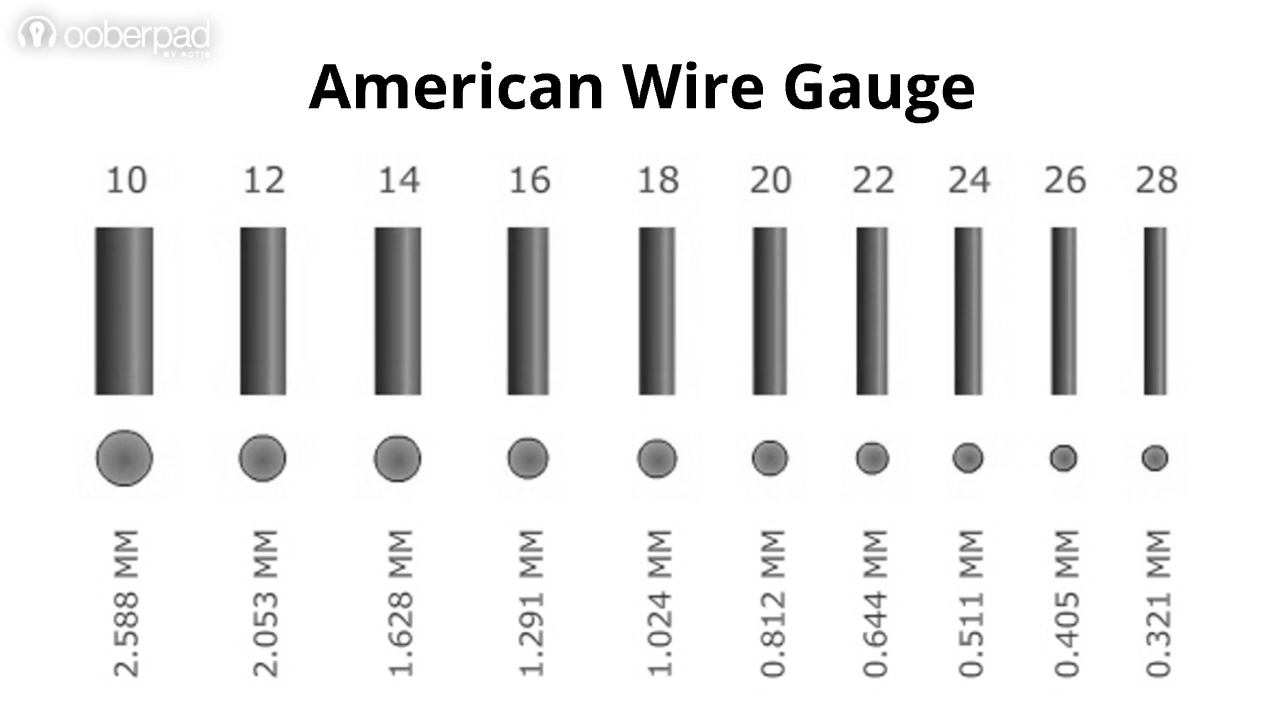 ooberpad
BY ACTIS
American Wire Gauge
10 12 14 16 18 20 22 24 26 28
2.588 MM 2.053 MM 1.628 MM 1.291 MM 1.024 MM 0.812 MM 0.644 MM 0.511 MM 0.405 MM 0.321 MM